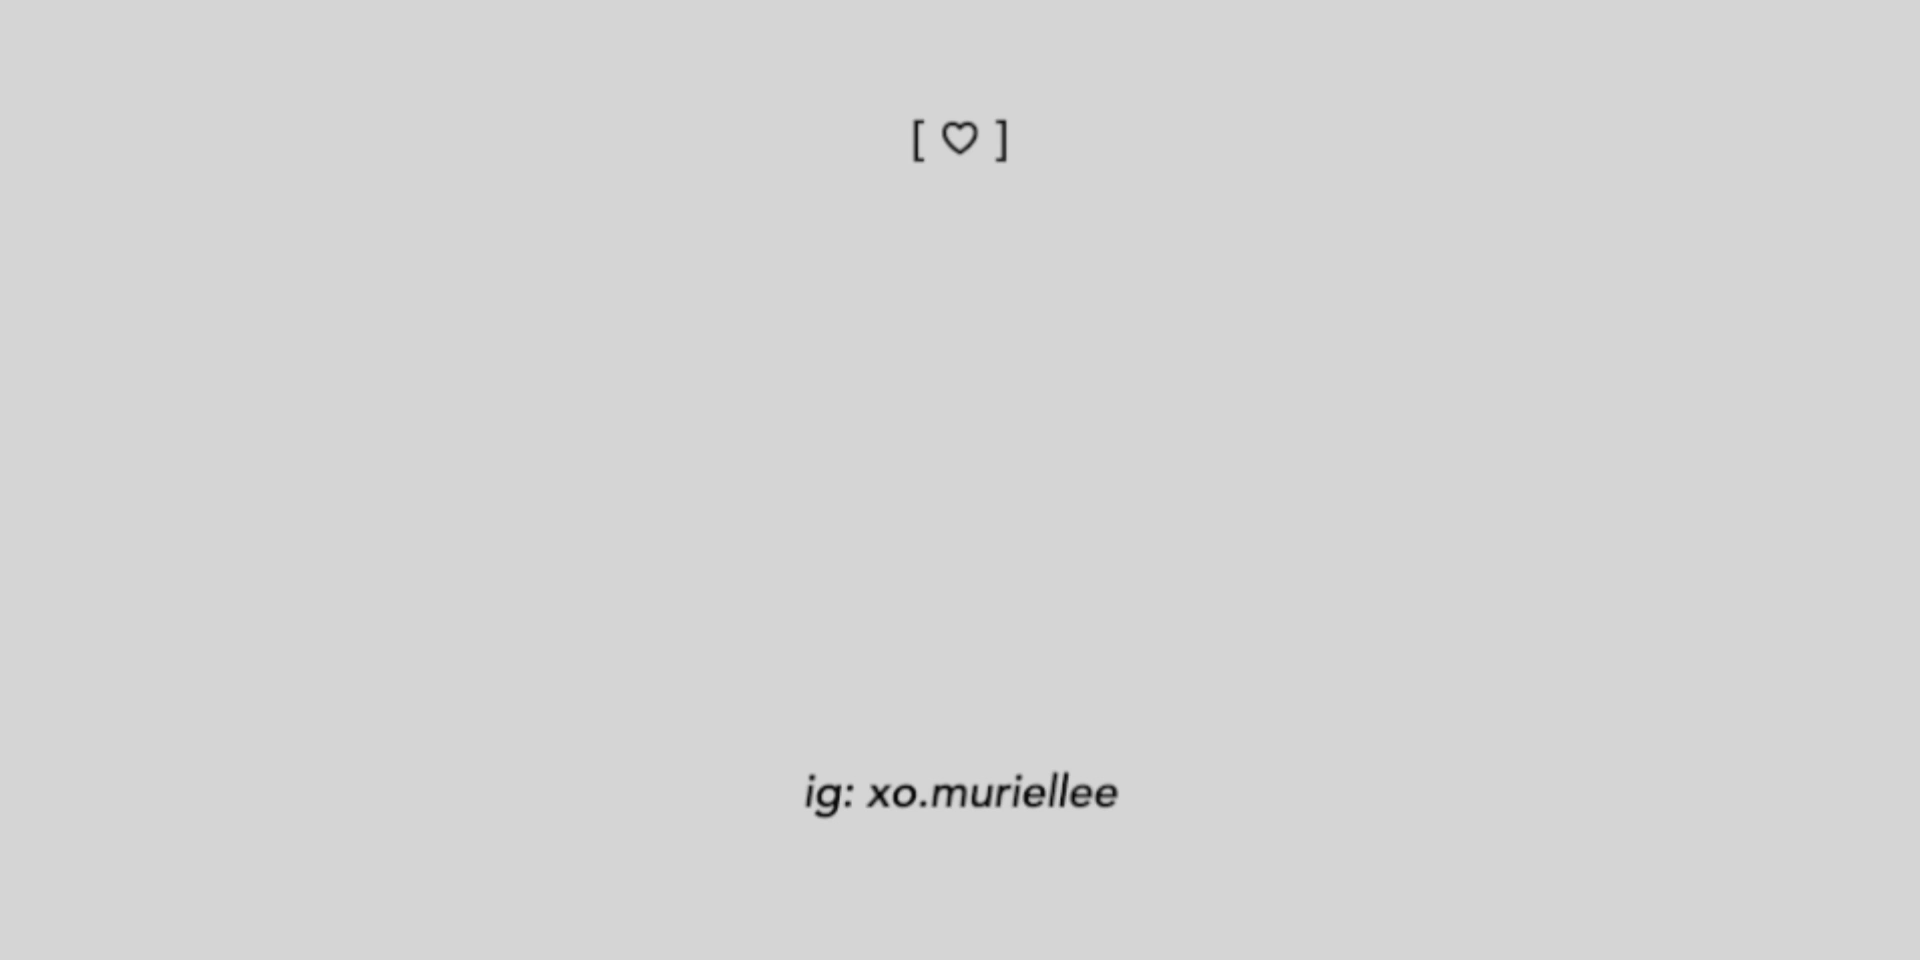 [ ♡ ]
ig: xo.muriellee